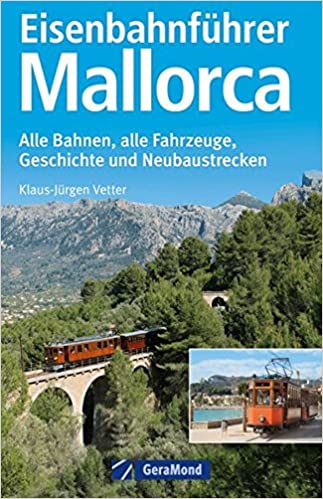 Eisenbahnführer
Mallorca
Alle Bahnen, alle Fahrzeuge,
Geschichte und Neubaustrecken
Klaus-Jürgen Vetter
GeraMond